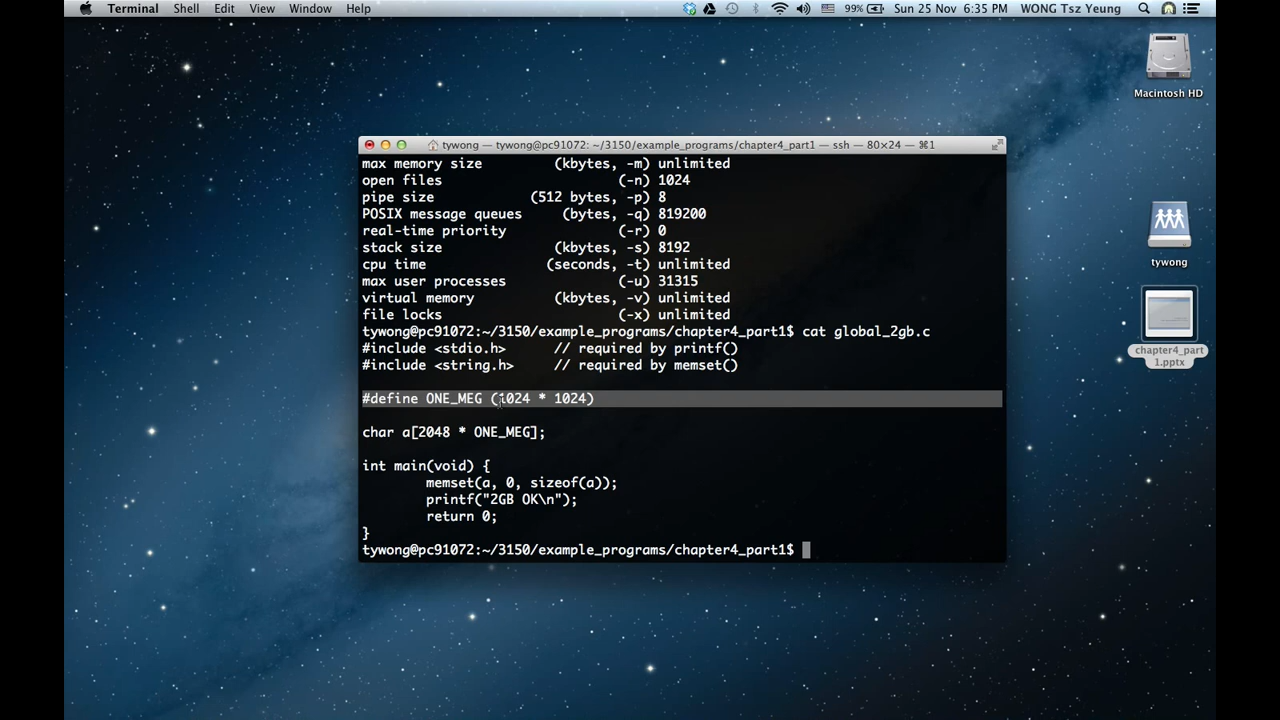 Terminal Shell Edit View Window Help 99% Sun 25 Nov 6:35 PM WONG Tsz Yeung
Macintosh HD
tywong — tywong@pc91072: ~/3150/example_programs/chapter4_part1 — ssh — 80×24 — ⌘1
max memory size (kbytes, -m) unlimited
open files (-n) 1024
pipe size (512 bytes, -p) 8
POSIX message queues (bytes, -q) 819200
real-time priority (-r) 0
stack size (kbytes, -s) 8192
cpu time (seconds, -t) unlimited
max user processes (-u) 31315
virtual memory (kbytes, -v) unlimited
file locks (-x) unlimited
tywong@pc91072:~/3150/example_programs/chapter4_part1$ cat global_2gb.c
#include <stdio.h> // required by printf()
#include <string.h> // required by memset()
#define ONE_MEG (1024 * 1024)
char a[2048 * ONE_MEG];
int main(void) {
memset(a, 0, sizeof(a));
printf("2GB OK\n");
return 0;
}
tywong@pc91072:~/3150/example_programs/chapter4_part1$
tywong
chapter4_part
1.pptx